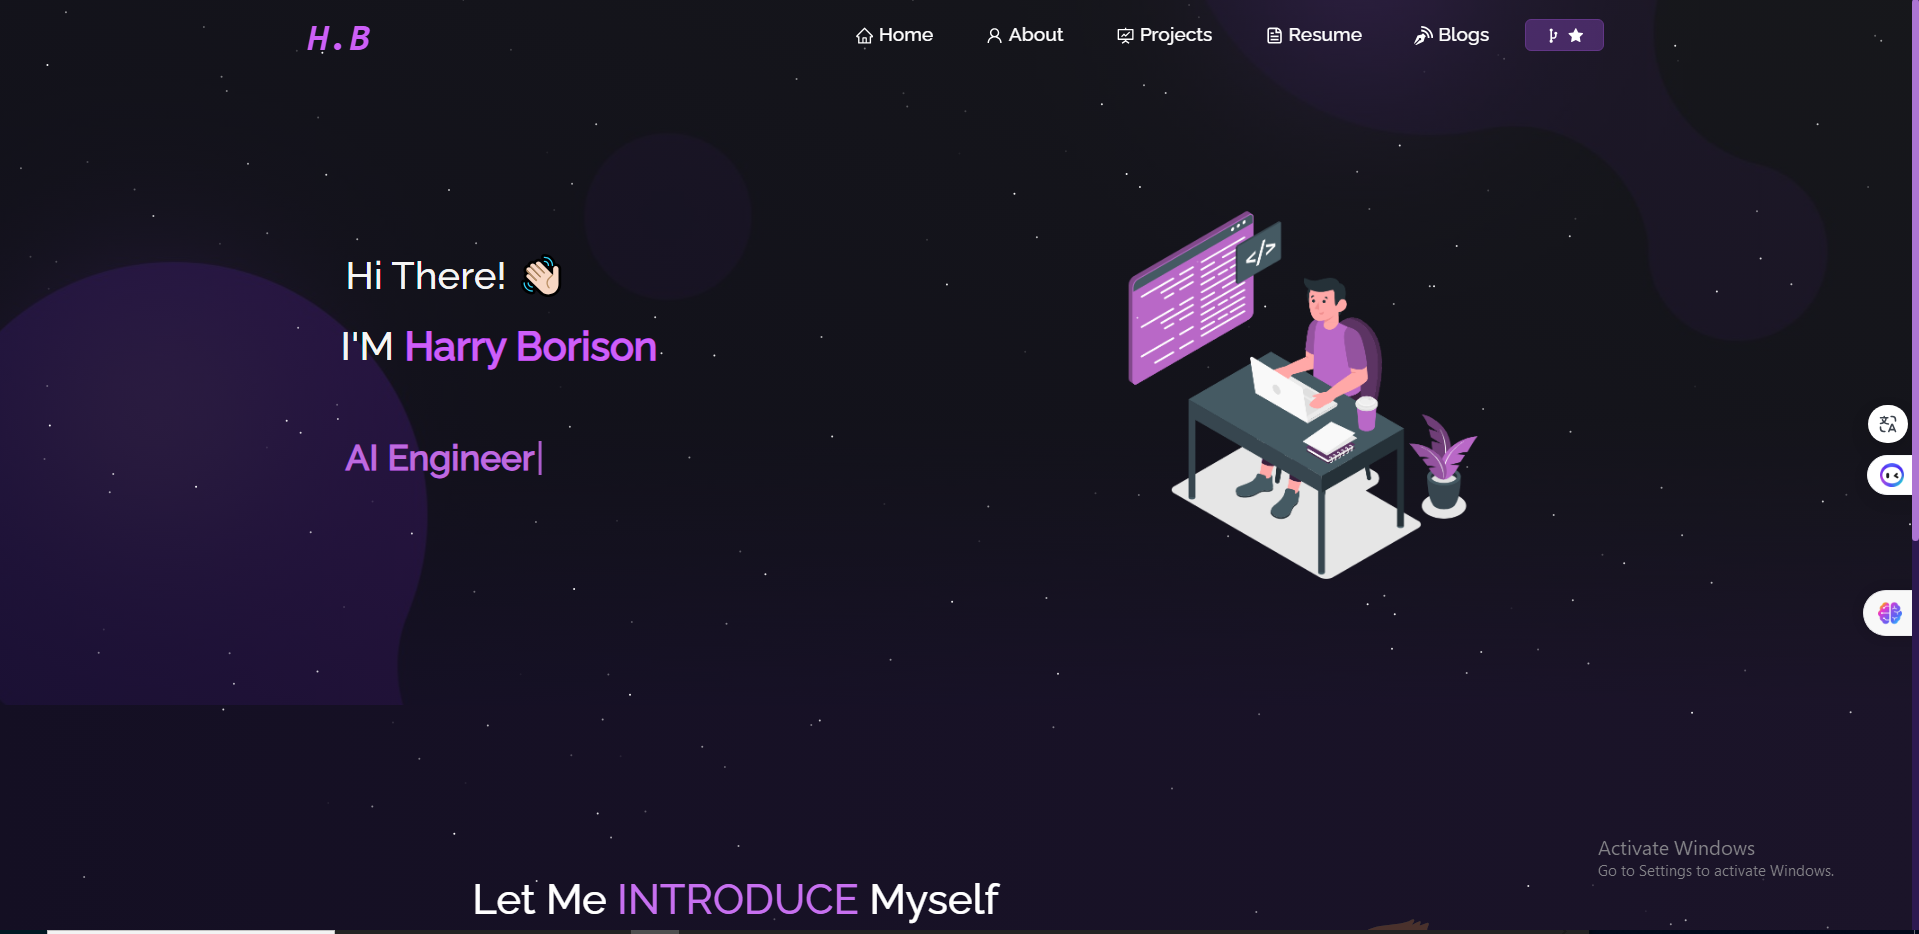 H.B
Home
About
Projects
Resume
Blogs
</>
Hi There! 👋🏻
I'M Harry Borison
AI Engineer|
Activate Windows
Go to Settings to activate Windows.
Let Me INTRODUCE Myself